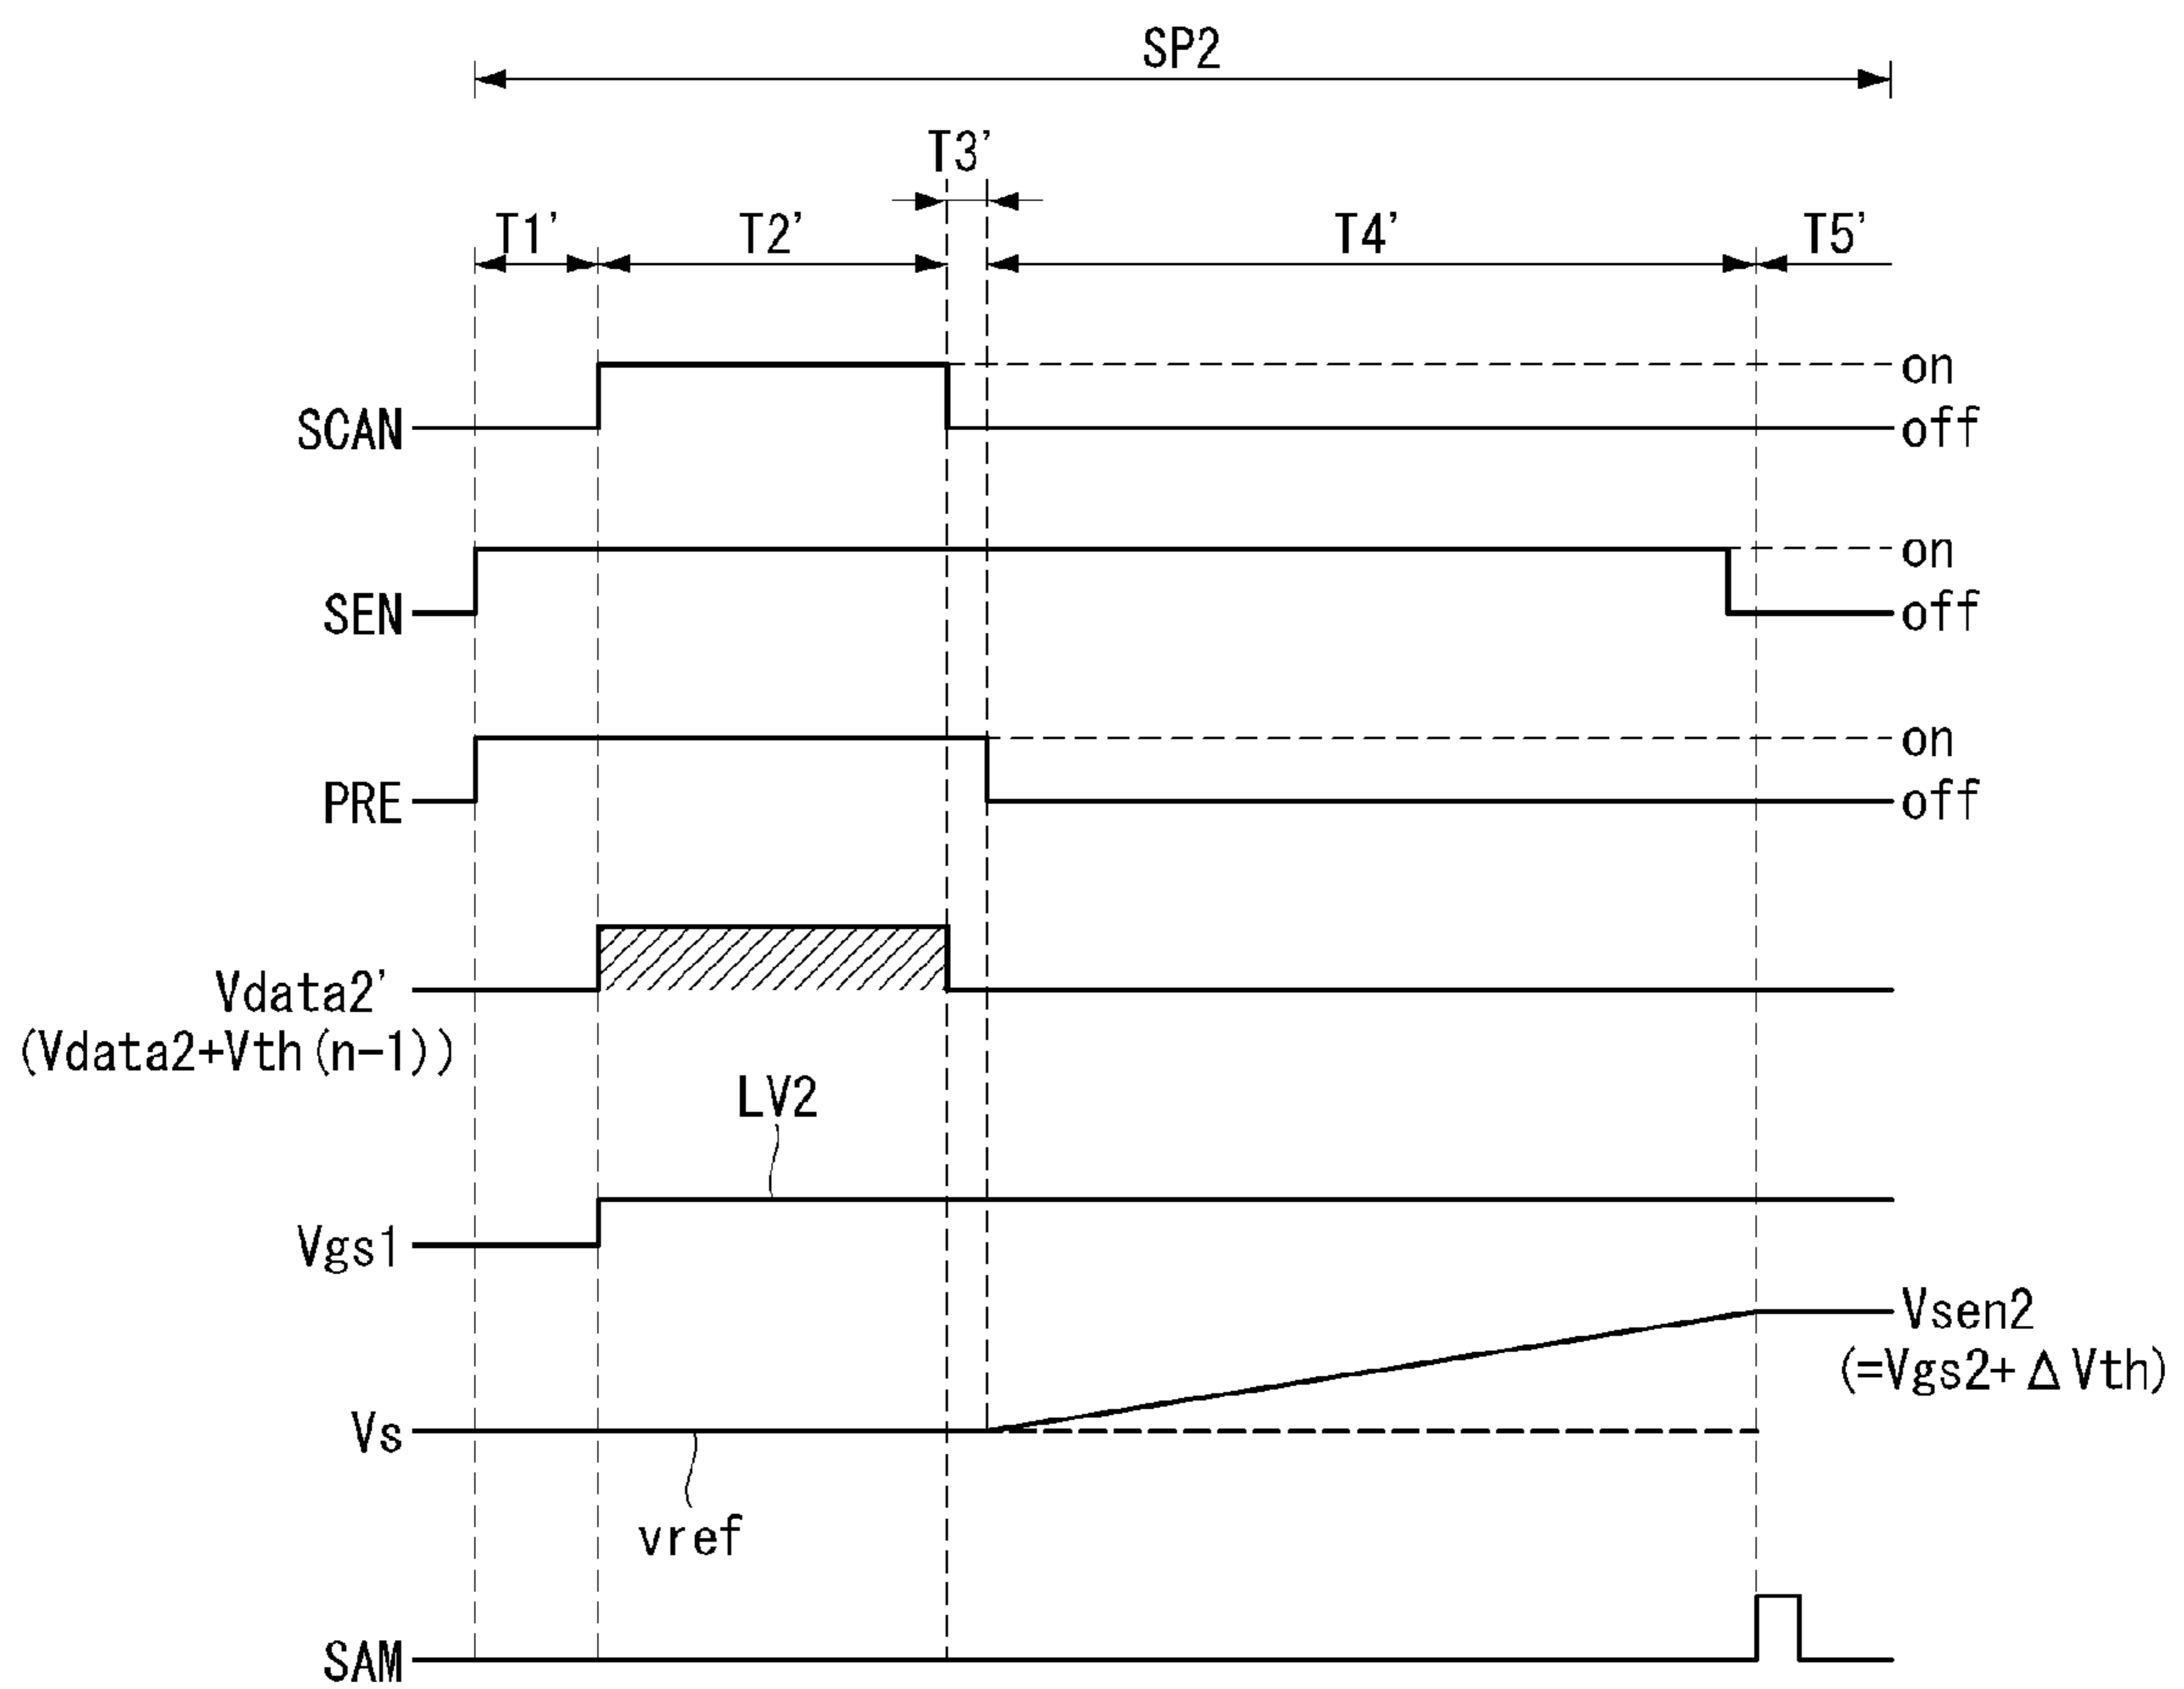 SP2
T3'
T1'
T2'
T4'
T5'
on
SCAN
off
on
SEN
off
on
PRE
off
Vdata2'
(Vdata2+Vth(n-1))
LV2
Vgs1
Vsen2
(=Vgs2+ΔVth)
Vs
vref
SAM